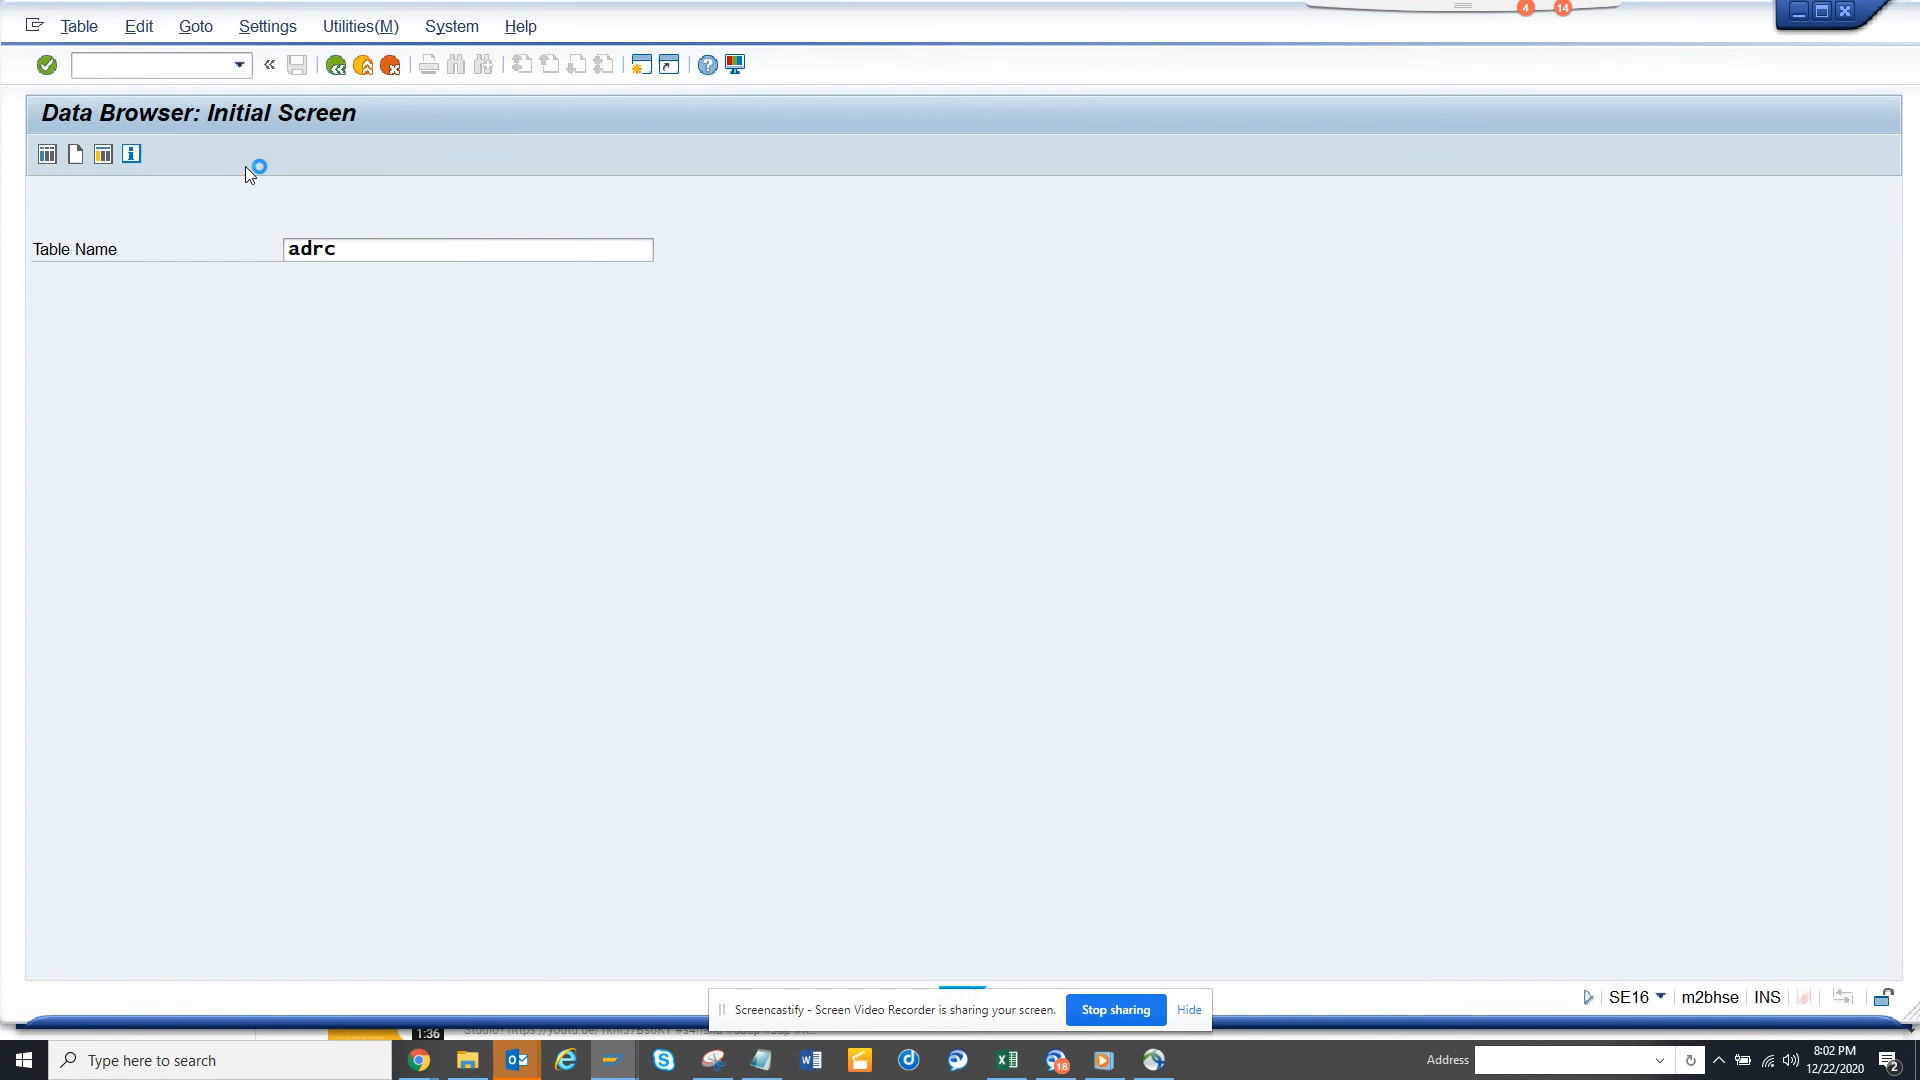 4 14
Table Edit Goto Settings Utilities(M) System Help
Data Browser: Initial Screen
Table Name adrc
SE16 m2bhse INS
Screencastify - Screen Video Recorder is sharing your screen. Stop sharing Hide
1:36
Type here to search
18
Address
8:02 PM
12/22/2020
2